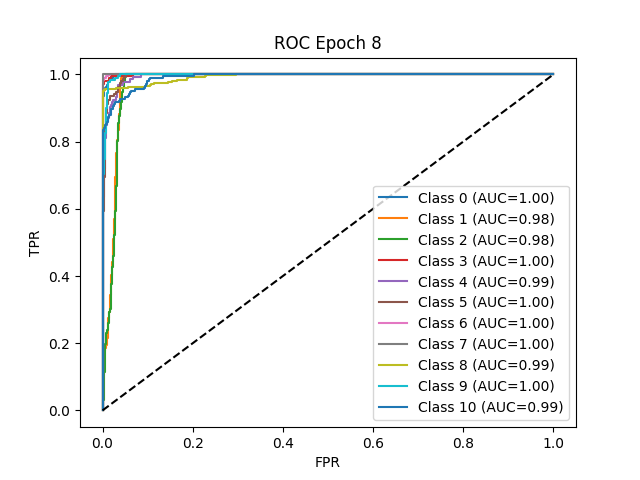 ROC Epoch 8
1.0
0.8
0.6
0.4
0.2
0.0
TPR
Class 0 (AUC=1.00)
Class 1 (AUC=0.98)
Class 2 (AUC=0.98)
Class 3 (AUC=1.00)
Class 4 (AUC=0.99)
Class 5 (AUC=1.00)
Class 6 (AUC=1.00)
Class 7 (AUC=1.00)
Class 8 (AUC=0.99)
Class 9 (AUC=1.00)
Class 10 (AUC=0.99)
0.0 0.2 0.4 0.6 0.8 1.0
FPR